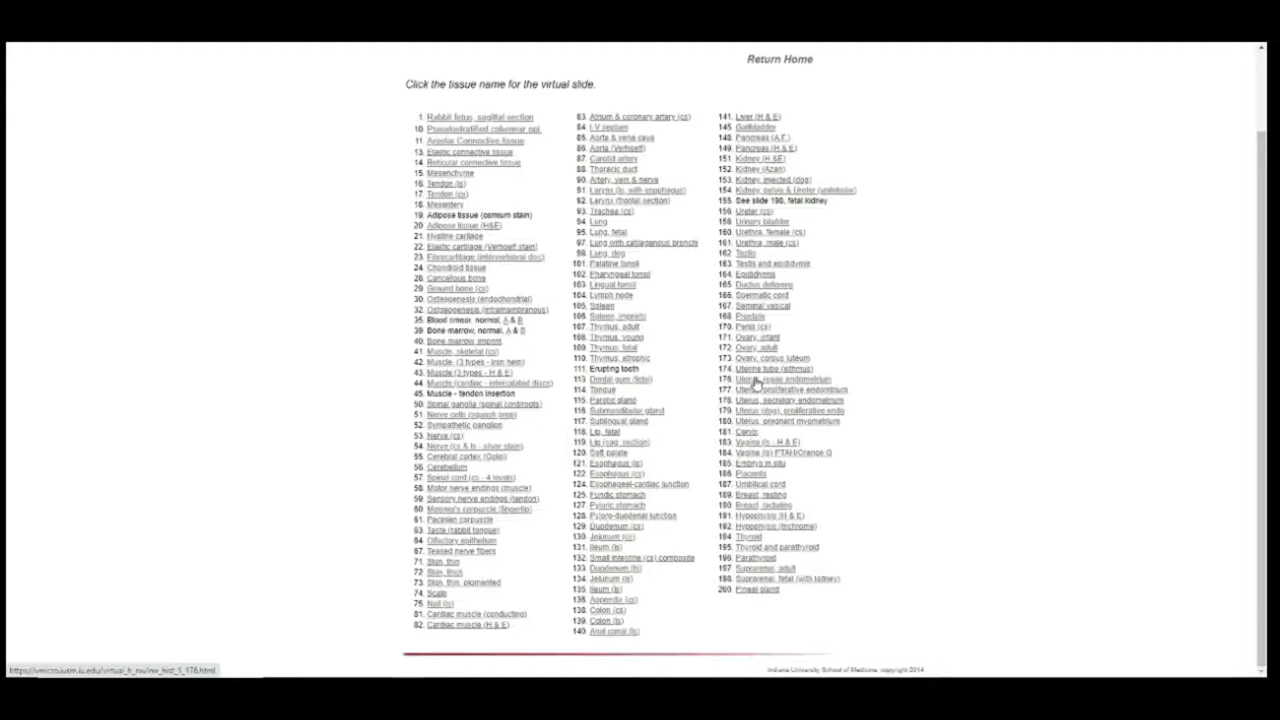 Return Home
Click the tissue name for the virtual slide.
1. Rabbit fetus, sagittal section
10. Pseudostratified columnar epi.
11. Areolar Connective tissue
13. Elastic connective tissue
14. Reticular connective tissue
15. Mesenchyme
16. Tendon (ls)
17. Tendon (cs)
18. Mesentery
19. Adipose tissue (osmium stain)
20. Adipose tissue (H&E)
21. Hyaline cartilage
22. Elastic cartilage (Verhoeff stain)
23. Fibrocartilage (intervertebral disc)
24. Chondroid tissue
28. Cancellous bone
29. Ground bone (cs)
30. Osteogenesis (endochondral)
32. Osteogenesis (intramembranous)
35. Blood smear, normal, A & B
39. Bone marrow, normal, A & B
40. Bone marrow, imprint
41. Muscle, skeletal (cs)
42. Muscle, (3 types - iron hem)
43. Muscle (3 types - H & E)
44. Muscle (cardiac - intercalated discs)
45. Muscle - tendon insertion
50. Spinal ganglia (spinal cord/roots)
51. Nerve cells (squash prep)
52. Sympathetic ganglion
53. Nerve (cs)
54. Nerve (cs & ls - silver stain)
55. Cerebral cortex (Golgi)
56. Cerebellum
57. Spinal cord (cs - 4 levels)
58. Motor nerve endings (muscle)
59. Sensory nerve endings (tendon)
60. Meissner's corpuscle (fingertip)
61. Pacinian corpuscle
63. Taste (rabbit tongue)
64. Olfactory epithelium
67. Teased nerve fibers
71. Skin, thin
72. Skin, thick
73. Skin, thin, pigmented
74. Scalp
75. Nail (ls)
81. Cardiac muscle (conducting)
82. Cardiac muscle (H & E)
83. Atrium & coronary artery (cs)
84. I.V septum
85. Aorta & vena cava
86. Aorta (Verhoeff)
87. Carotid artery
88. Thoracic duct
90. Artery, vein & nerve
91. Larynx (ls, with esophagus)
92. Larynx (frontal section)
93. Trachea (cs)
94. Lung
95. Lung, fetal
97. Lung with cartilagenous bronchi
98. Lung, dog
101. Palatine tonsil
102. Pharyngeal tonsil
103. Lingual tonsil
104. Lymph node
105. Spleen
106. Spleen, imprint
107. Thymus, adult
108. Thymus, young
109. Thymus, fetal
110. Thymus, atrophic
111. Erupting tooth
113. Dental gum (fetal)
114. Tongue
115. Parotid gland
116. Submandibular gland
117. Sublingual gland
118. Lip, fetal
119. Lip (sag. section)
120. Soft palate
121. Esophagus (ls)
122. Esophagus (cs)
124. Esophageal-cardiac junction
125. Fundic stomach
127. Pyloric stomach
128. Pyloro-duodenal junction
129. Duodenum (cs)
130. Jejunum (cs)
131. Ileum (ls)
132. Small intestine (cs) composite
133. Duodenum (ls)
134. Jejunum (ls)
135. Ileum (ls)
136. Appendix (cs)
138. Colon (cs)
139. Colon (ls)
140. Anal canal (ls)
141. Liver (H & E)
145. Gallbladder
148. Pancreas (A.F.)
149. Pancreas (H & E)
151. Kidney (H &E)
152. Kidney (Azan)
153. Kidney, injected (dog)
154. Kidney, pelvis & Ureter (unilobular)
155. See slide 198, fetal kidney
156. Ureter (cs)
158. Urinary bladder
160. Urethra, female (cs)
161. Urethra, male (cs)
162. Testis
163. Testis and epididymis
164. Epididymis
165. Ductus deferens
166. Spermatic cord
167. Seminal vesical
168. Prostate
170. Penis (cs)
171. Ovary, infant
172. Ovary, adult
173. Ovary, corpus luteum
174. Uterine tube (isthmus)
176. Uterus, repair endometrium
177. Uterus, proliferative endometrium
178. Uterus, secretory endometrium
179. Uterus (dog), proliferative endo
180. Uterus, pregnant myometrium
181. Cervix
183. Vagina (ls - H & E)
184. Vagina (ls) PTAH/Orange G
185. Embryo in situ
186. Placenta
187. Umbilical cord
189. Breast, resting
190. Breast, lactating
191. Hypophysis (H & E)
192. Hypophysis (trichrome)
194. Thyroid
195. Thyroid and parathyroid
196. Parathyroid
197. Suprarenal, adult
198. Suprarenal, fetal (with kidney)
200. Pineal gland
Indiana University School of Medicine, copyright 2014
https://vmicro.iusm.iu.edu/virtual_h_nw/nw_hist_1_176.html